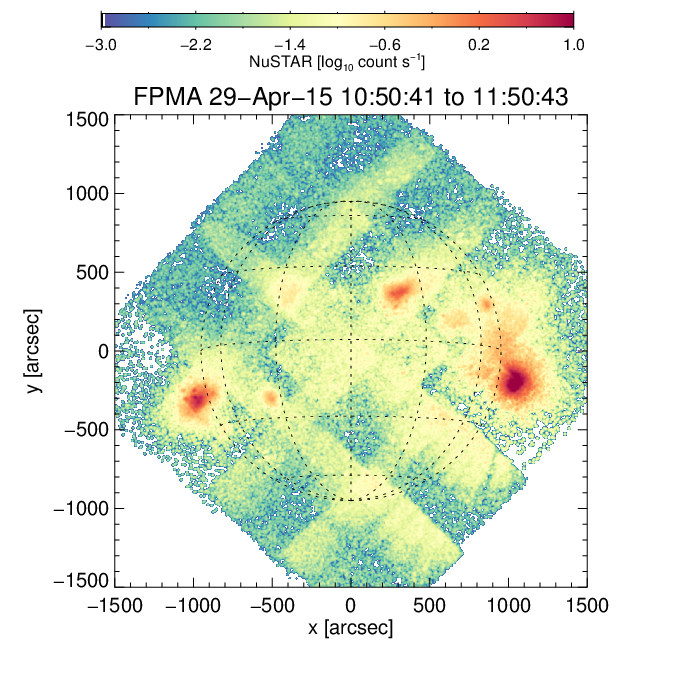 −3.0 −2.2 −1.4 −0.6 0.2 1.0
NuSTAR [log₁₀ count s⁻¹]
FPMA 29−Apr−15 10:50:41 to 11:50:43
1500
1000
500
0
−500
−1000
−1500
y [arcsec]
−1500 −1000 −500 0 500 1000 1500
x [arcsec]